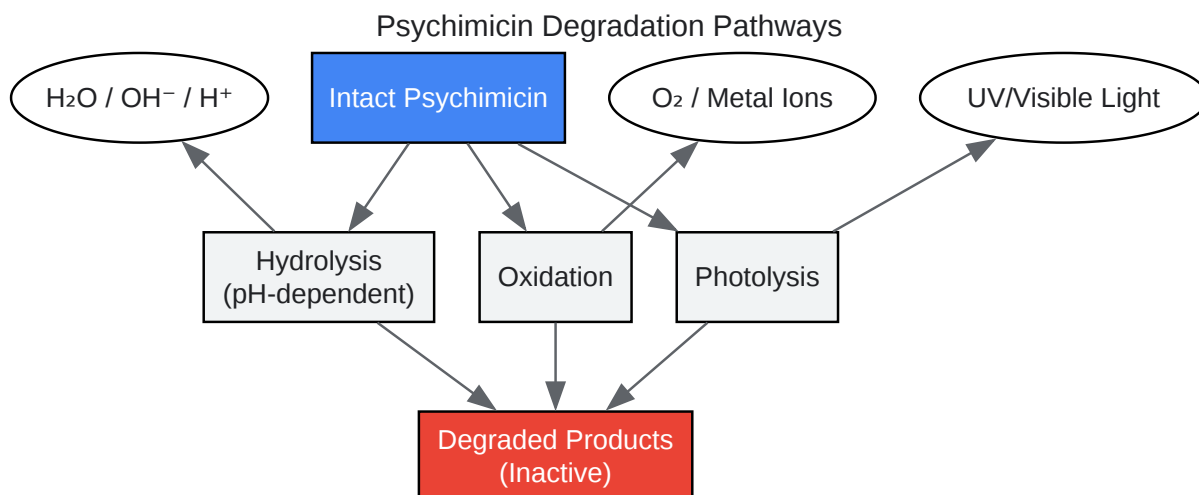 Psychimicin Degradation Pathways
H₂O / OH⁻ / H⁺
Intact Psychimicin
O₂ / Metal Ions
UV/Visible Light
Hydrolysis
(pH-dependent)
Oxidation
Photolysis
Degraded Products
(Inactive)